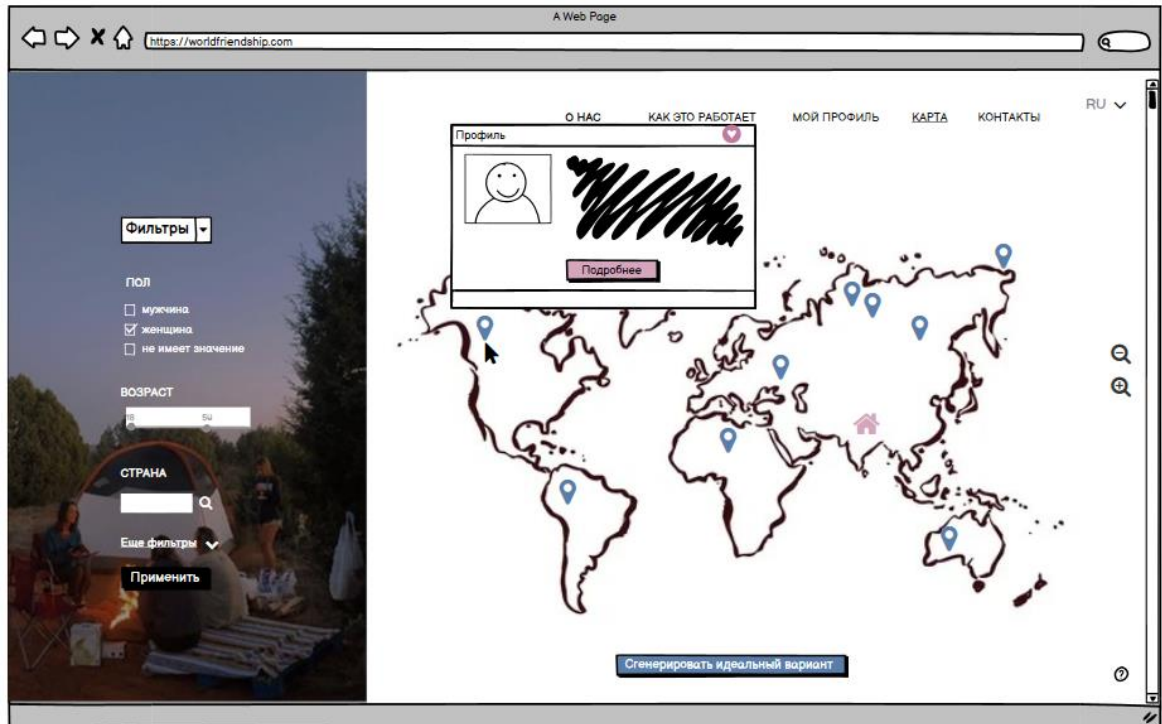 A Web Page
https://worldfriendship.com
RU
О НАС КАК ЭТО РАБОТАЕТ МОЙ ПРОФИЛЬ КАРТА КОНТАКТЫ
Профиль
Подробнее
Фильтры
ПОЛ
мужчина
женщина
не имеет значение
ВОЗРАСТ
18 54
СТРАНА
Еще фильтры
Применить
Сгенерировать идеальный вариант
?